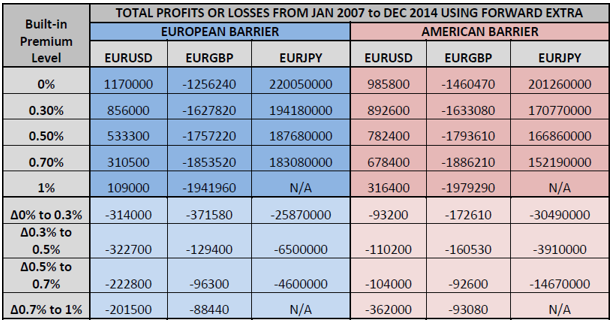 Built-in Premium Level TOTAL PROFITS OR LOSSES FROM JAN 2007 to DEC 2014 USING FORWARD EXTRA
EUROPEAN BARRIER AMERICAN BARRIER
EURUSD EURGBP EURJPY EURUSD EURGBP EURJPY
0% 1170000 -1256240 220050000 985800 -1460470 201260000
0.30% 856000 -1627820 194180000 892600 -1633080 170770000
0.50% 533300 -1757220 187680000 782400 -1793610 166860000
0.70% 310500 -1853520 183080000 678400 -1886210 152190000
1% 109000 -1941960 N/A 316400 -1979290 N/A
Δ0% to 0.3% -314000 -371580 -25870000 -93200 -172610 -30490000
Δ0.3% to 0.5% -322700 -129400 -6500000 -110200 -160530 -3910000
Δ0.5% to 0.7% -222800 -96300 -4600000 -104000 -92600 -14670000
Δ0.7% to 1% -201500 -88440 N/A -362000 -93080 N/A